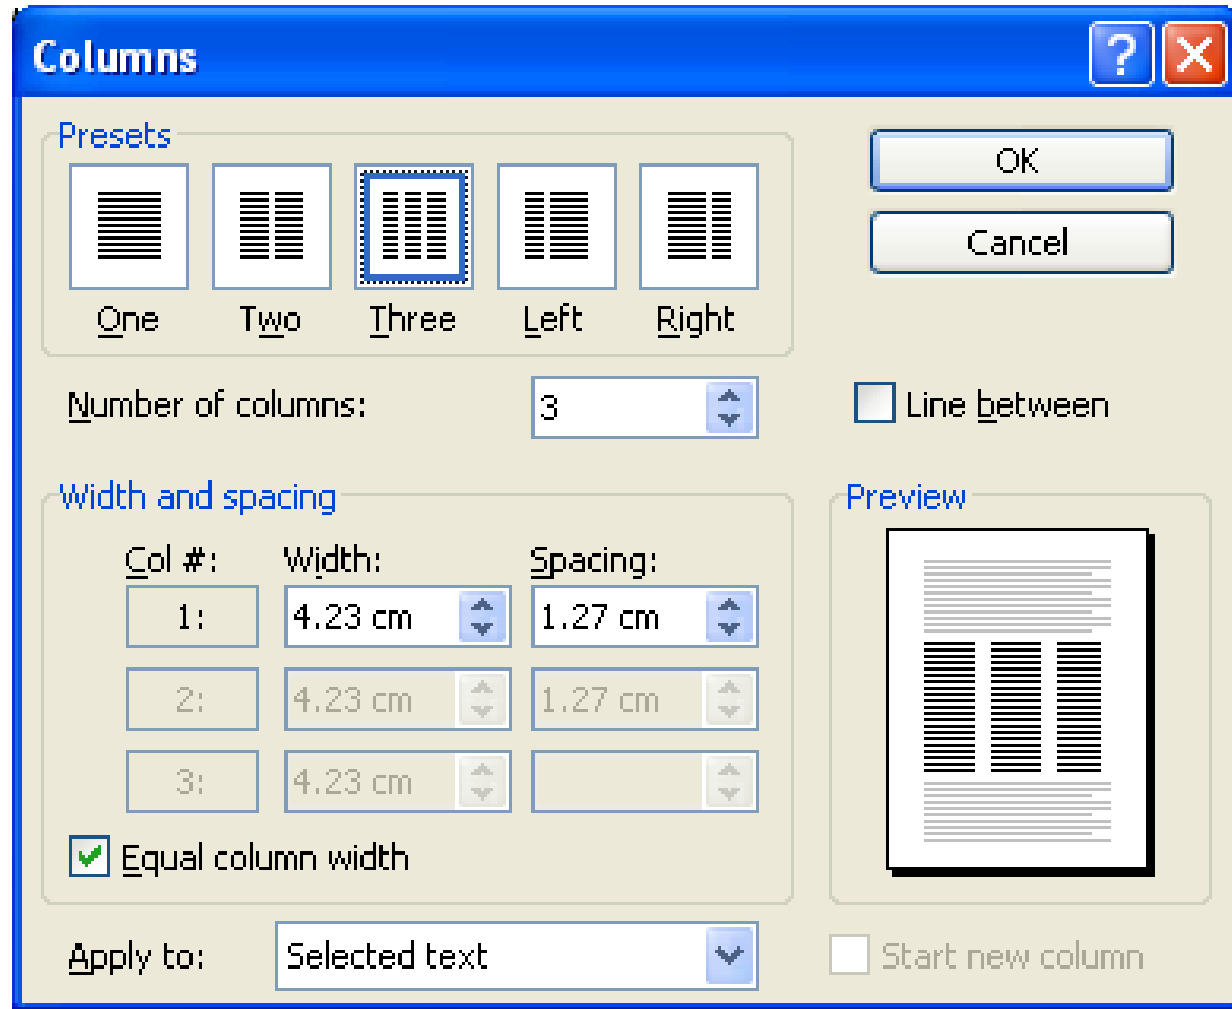 Columns
Presets
OK
Cancel
One Two Three Left Right
Number of columns: 3 Line between
Width and spacing Preview
Col #: Width: Spacing:
1: 4.23 cm 1.27 cm
2: 4.23 cm 1.27 cm
3: 4.23 cm
Equal column width
Apply to: Selected text Start new column